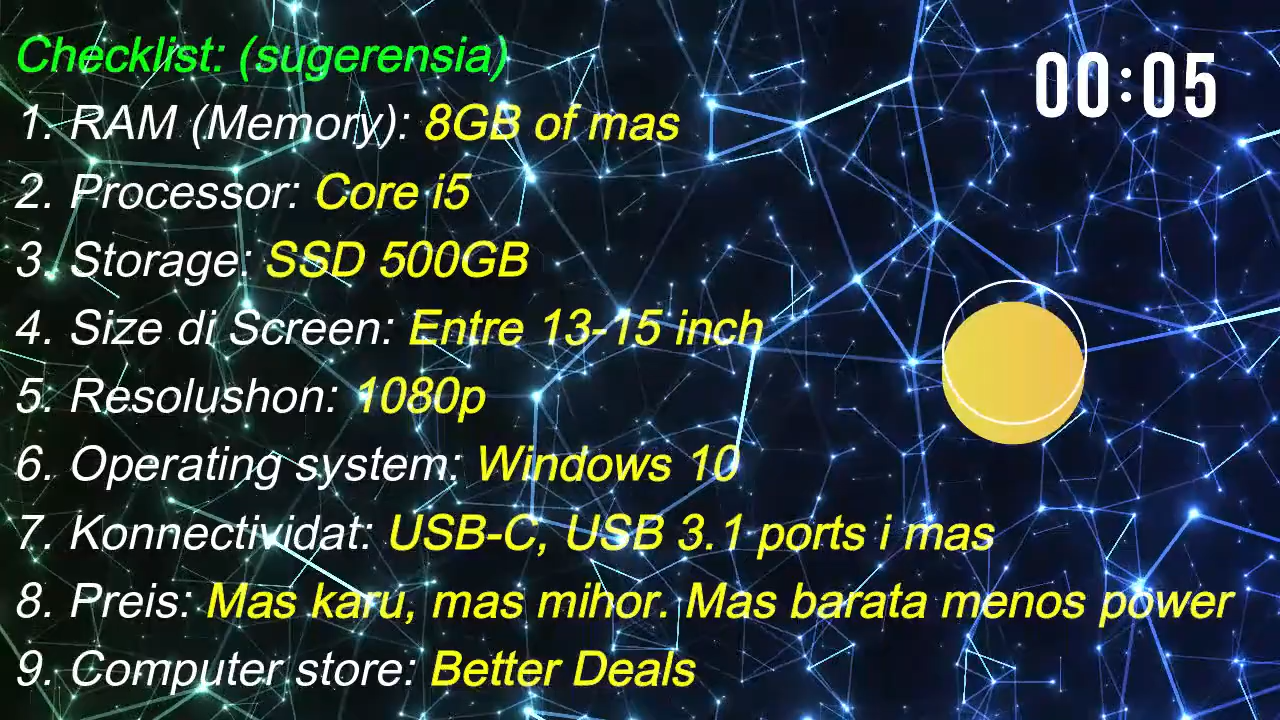 Checklist: (sugerensia)
00:05
1. RAM (Memory): 8GB of mas
2. Processor: Core i5
3. Storage: SSD 500GB
4. Size di Screen: Entre 13-15 inch
5. Resolushon: 1080p
6. Operating system: Windows 10
7. Konnectividat: USB-C, USB 3.1 ports i mas
8. Preis: Mas karu, mas mihor. Mas barata menos power
9. Computer store: Better Deals